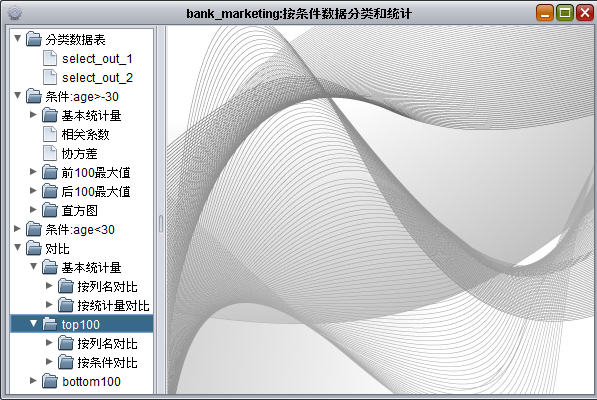 bank_marketing:按条件数据分类和统计
分类数据表
select_out_1
select_out_2
条件:age>-30
基本统计量
相关系数
协方差
前100最大值
后100最大值
直方图
条件:age<30
对比
基本统计量
按列名对比
按统计量对比
top100
按列名对比
按条件对比
bottom100